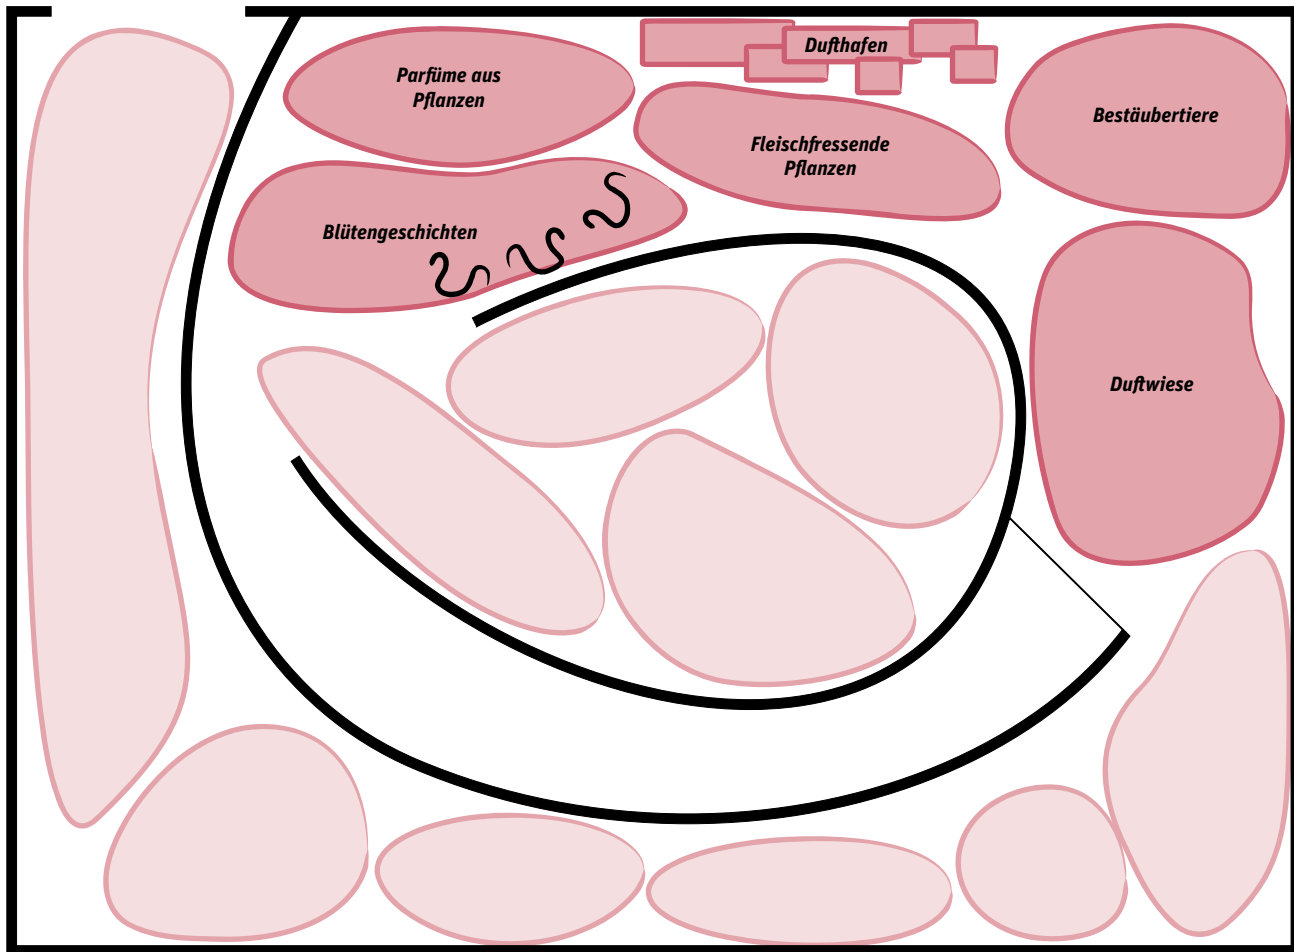 Parfüme aus
Pflanzen
Dufthafen
Fleischfressende
Pflanzen
Bestäubertiere
Blütengeschichten
Duftwiese